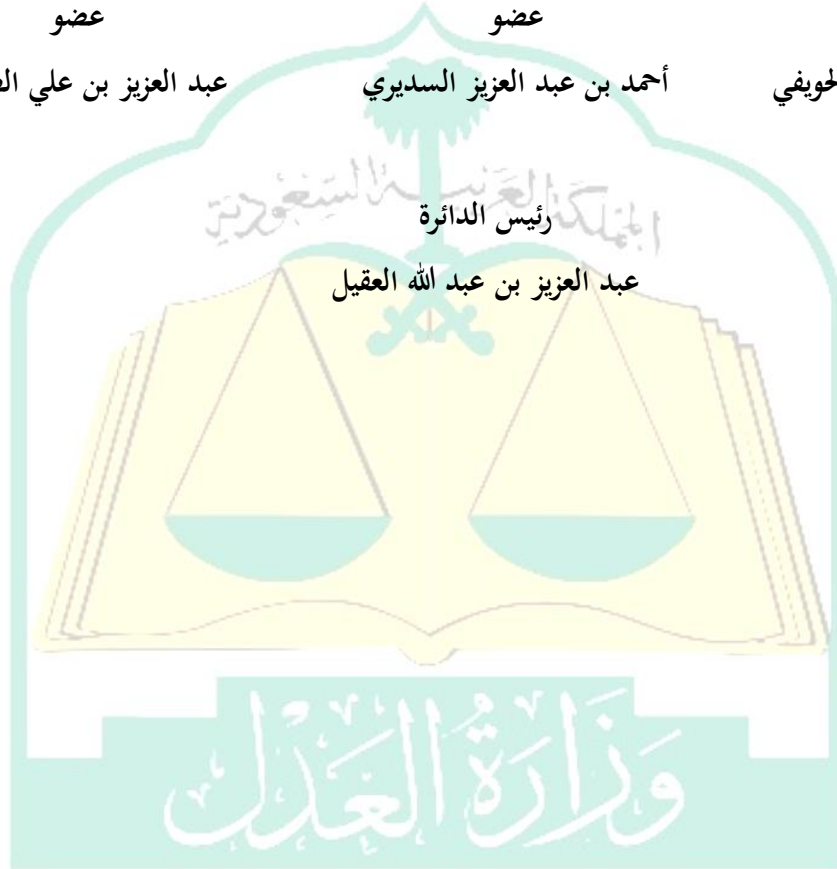 عضو عضو
الحويفي أحمد بن عبد العزيز السديري عبد العزيز بن علي
المملكة العربية السعودية
رئيس الدائرة
عبد العزيز بن عبد الله العقيل
وزارة العدل